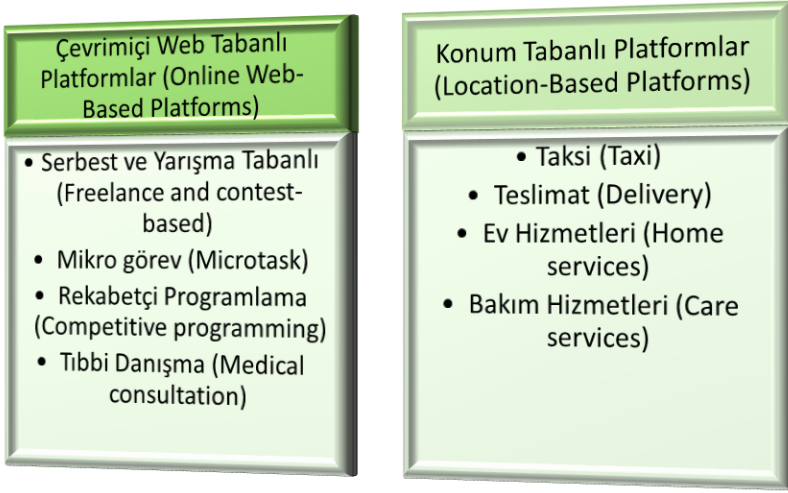 Çevrimiçi Web Tabanlı
Platformlar (Online Web-
Based Platforms)
• Serbest ve Yarışma Tabanlı
(Freelance and contest-
based)
• Mikro görev (Microtask)
• Rekabetçi Programlama
(Competitive programming)
• Tıbbi Danışma (Medical
consultation)
Konum Tabanlı Platformlar
(Location-Based Platforms)
• Taksi (Taxi)
• Teslimat (Delivery)
• Ev Hizmetleri (Home
services)
• Bakım Hizmetleri (Care
services)